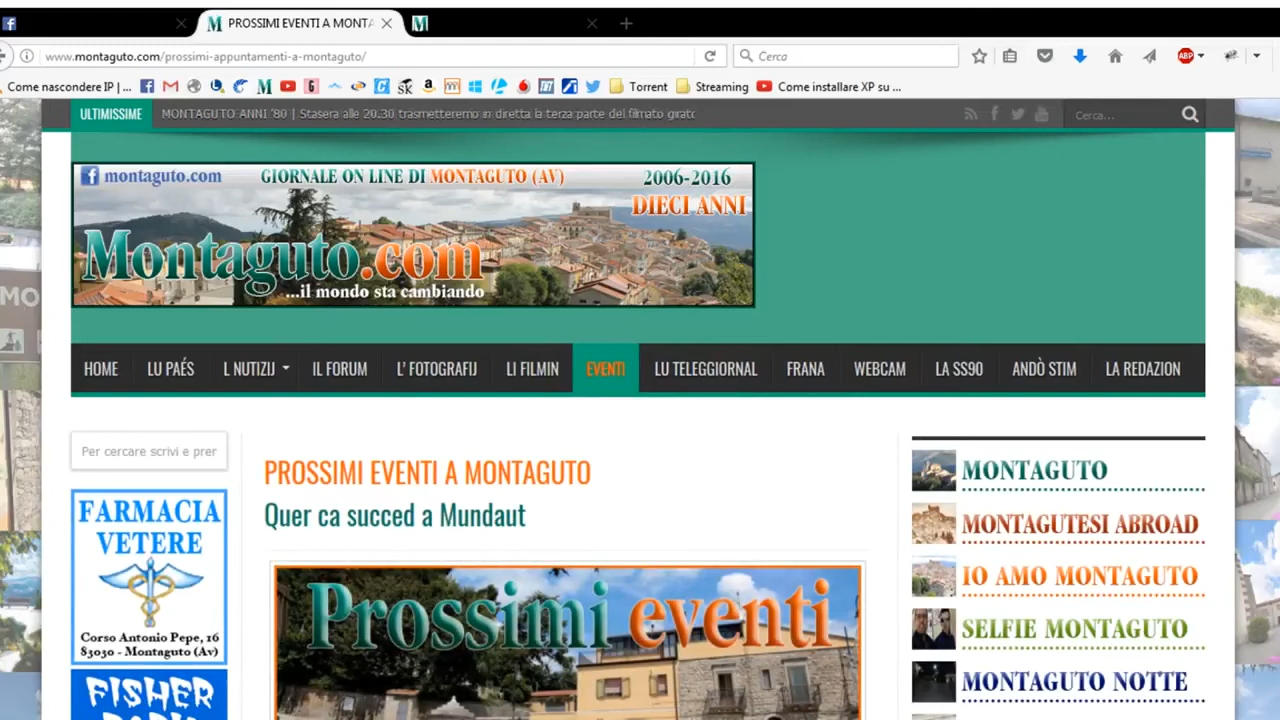 PROSSIMI EVENTI A MONTA
www.montaguto.com/prossimi-appuntamenti-a-montaguto/
Cerca
ABP
Come nascondere IP | ...
Torrent
Streaming
Come installare XP su ...
ULTIMISSIME
MONTAGUTO ANNI '80 | Stasera alle 20.30 trasmetteremo in diretta la terza parte del filmato girato
Cerca...
montaguto.com
GIORNALE ON LINE DI MONTAGUTO (AV)
2006-2016
DIECI ANNI
Montaguto.com
...il mondo sta cambiando
HOME
LU PAÉS
L NUTIZIJ
IL FORUM
L' FOTOGRAFIJ
LI FILMIN
EVENTI
LU TELEGGIORNAL
FRANA
WEBCAM
LA SS90
ANDÒ STIM
LA REDAZION
Per cercare scrivi e prer
FARMACIA
VETERE
Corso Antonio Pepe, 16
83030 - Montaguto (Av)
FISHER
PROSSIMI EVENTI A MONTAGUTO
Quer ca succed a Mundaut
Prossimi eventi
MONTAGUTO
MONTAGUTESI ABROAD
IO AMO MONTAGUTO
SELFIE MONTAGUTO
MONTAGUTO NOTTE